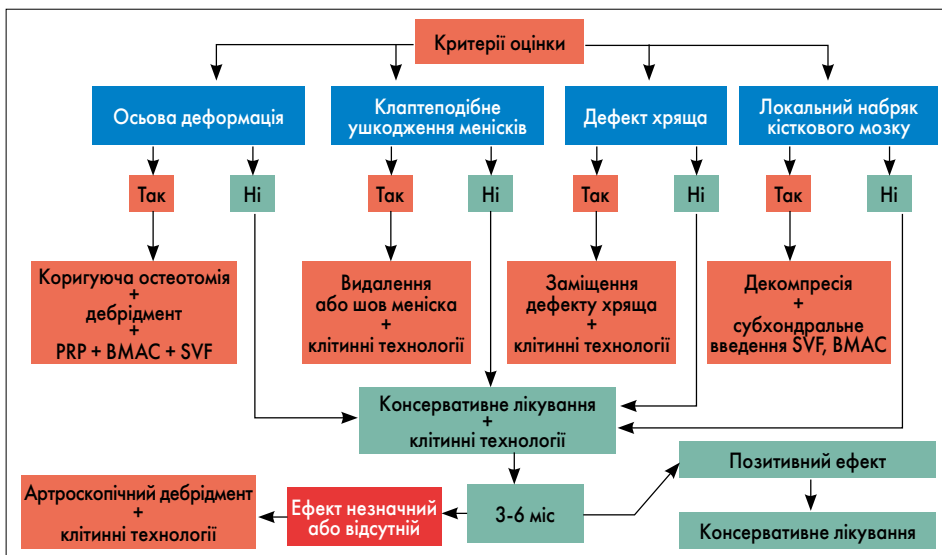 Критерії оцінки
Осьова деформація
Клаптеподібне
ушкодження менісків
Дефект хряща
Локальний набряк
кісткового мозку
Так
Ні
Так
Ні
Так
Ні
Так
Ні
Коригуюча остеотомія
+
дебрідмент
+
PRP + BMAC + SVF
Видалення
або шов меніска
+
клітинні технології
Заміщення
дефекту хряща
+
клітинні технології
Декомпресія
+
субхондральне
введення SVF, BMAC
Консервативне лікування
+
клітинні технології
Артроскопічний дебрідмент
+
клітинні технології
Ефект незначний
або відсутній
3-6 міс
Позитивний ефект
Консервативне лікування